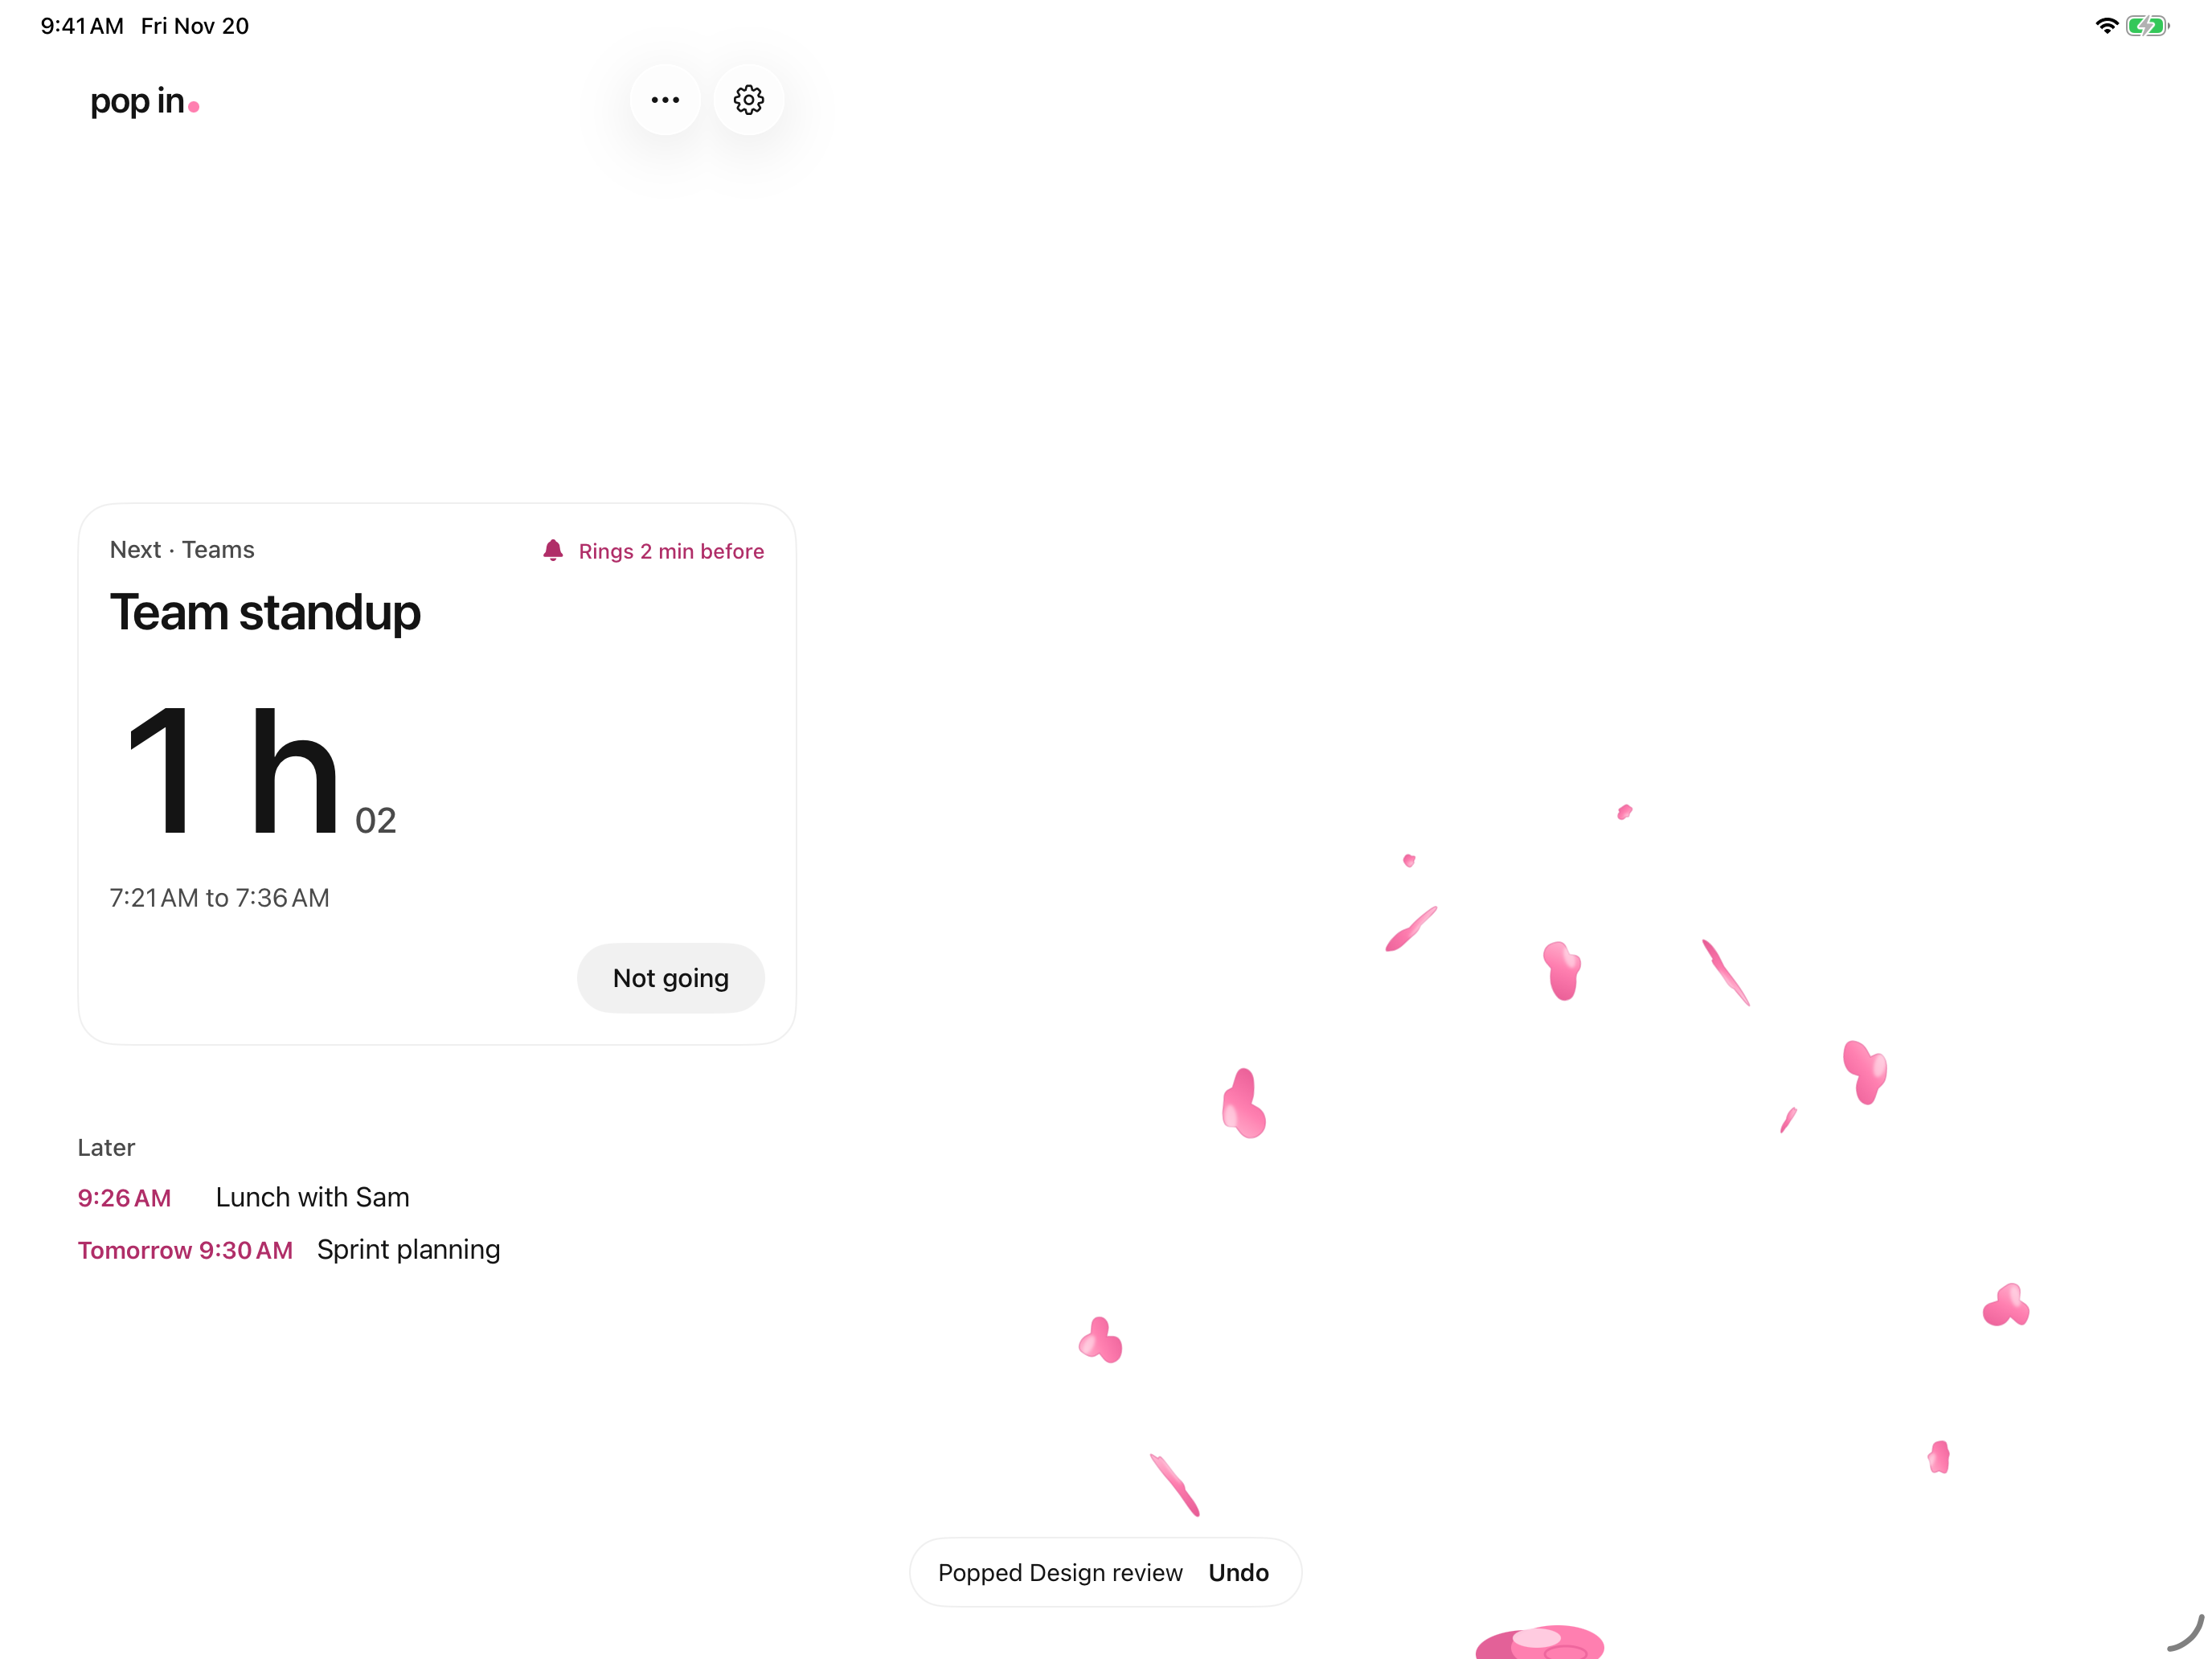 9:41 AM Fri Nov 20
pop in
Next · Teams
Rings 2 min before
Team standup
1 h 02
7:21 AM to 7:36 AM
Not going
Later
9:26 AM Lunch with Sam
Tomorrow 9:30 AM Sprint planning
Popped Design review Undo